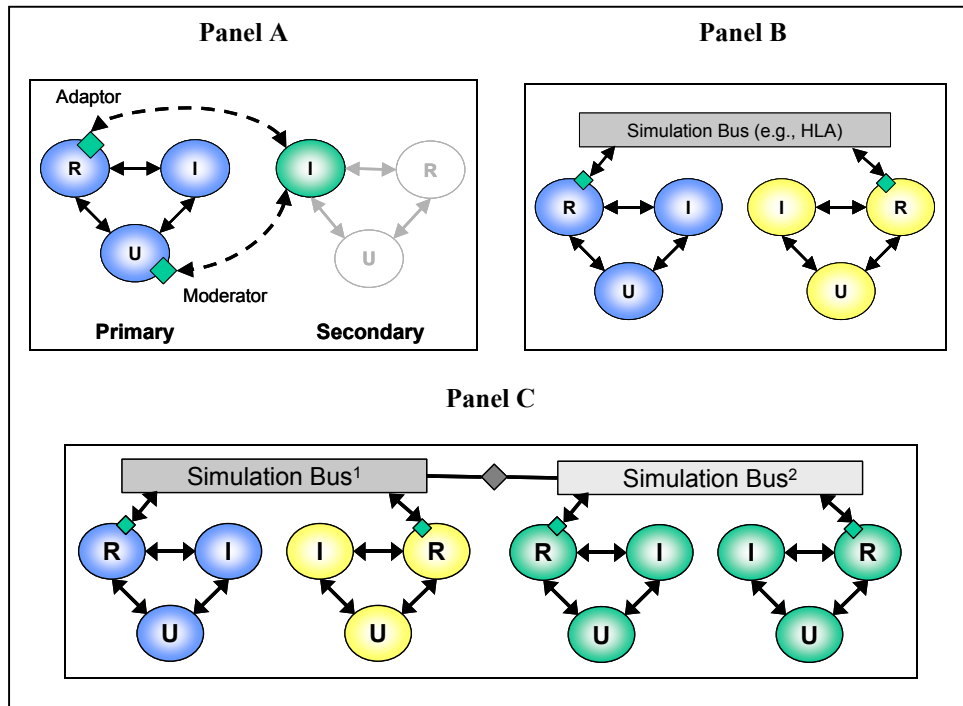 Panel A
Adaptor
R
I
I
R
U
U
Moderator
Primary
Secondary
Panel B
Simulation Bus (e.g., HLA)
R
I
I
R
U
U
Panel C
Simulation Bus¹
Simulation Bus²
R
I
I
R
R
I
I
R
U
U
U
U